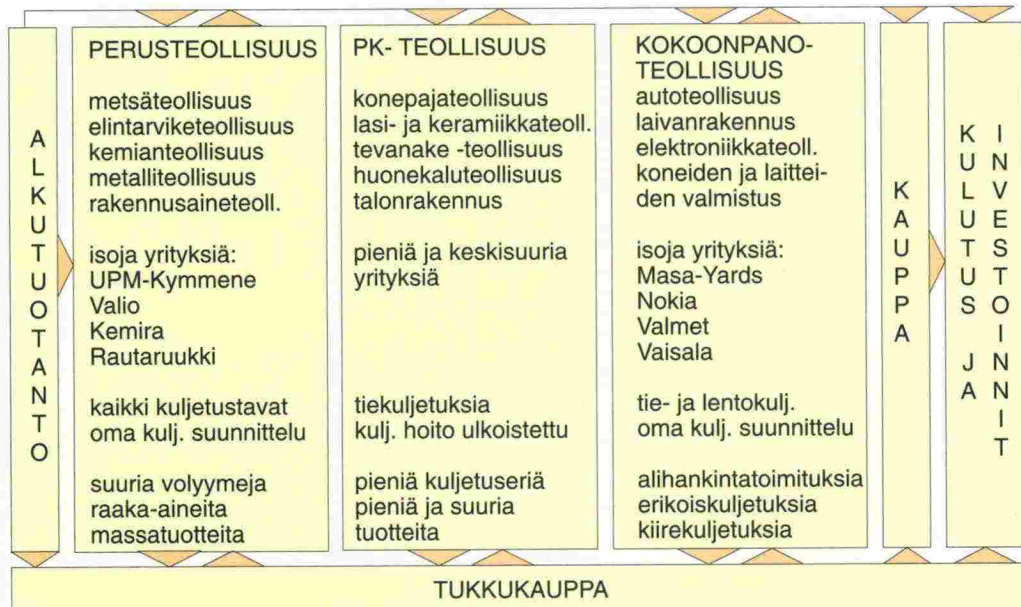 ALKUTUOTANTO
PERUSTEOLLISUUS
metsäteollisuus
elintarviketeollisuus
kemianteollisuus
metalliteollisuus
rakennusaineteoll.
isoja yrityksiä:
UPM-Kymmene
Valio
Kemira
Rautaruukki
kaikki kuljetustavat
oma kulj. suunnittelu
suuria volyymeja
raaka-aineita
massatuotteita
PK- TEOLLISUUS
konepajateollisuus
lasi- ja keramiikkateoll.
tevanake -teollisuus
huonekaluteollisuus
talonrakennus
pieniä ja keskisuuria
yrityksiä
tiekuljetuksia
kulj. hoito ulkoistettu
pieniä kuljetuseriä
pieniä ja suuria
tuotteita
KOKOONPANO-
TEOLLISUUS
autoteollisuus
laivanrakennus
elektroniikkateoll.
koneiden ja laittei-
den valmistus
isoja yrityksiä:
Masa-Yards
Nokia
Valmet
Vaisala
tie- ja lentokulj.
oma kulj. suunnittelu
alihankintatoimituksia
erikoiskuljetuksia
kiirekuljetuksia
KAUPPA
KULUTUS JA
INVESTOINNIT
TUKKUKAUPPA